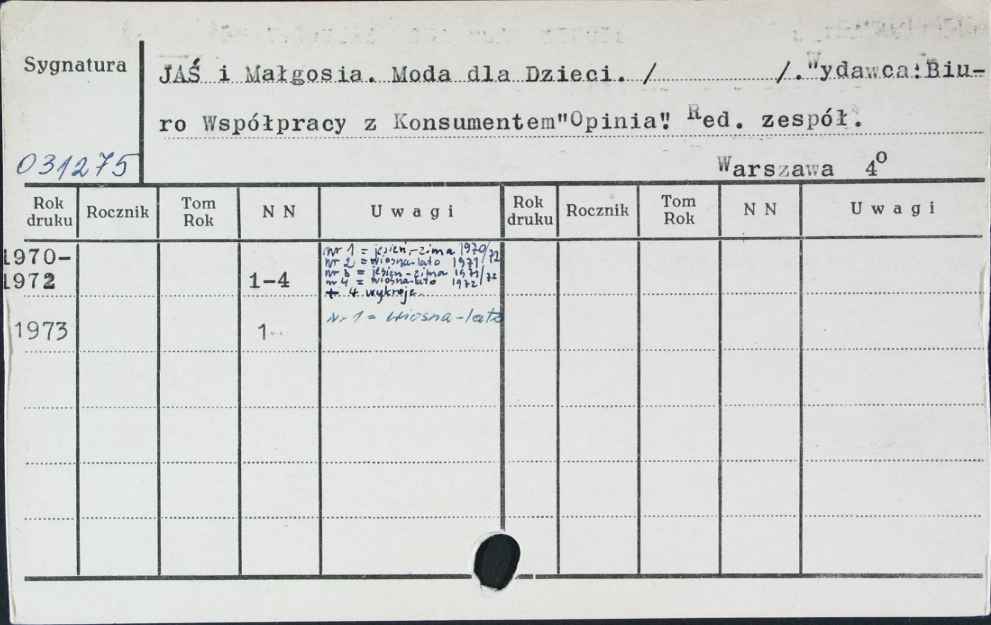 Sygnatura
JAŚ i Małgosia. Moda dla Dzieci. / /. Wydawca: Biu-
ro Współpracy z Konsumentem "Opinia". Red. zespół.
031275
Warszawa 4°
Rok druku Rocznik Tom Rok N N Uwagi Rok druku Rocznik Tom Rok N N Uwagi
1970-
1972 1-4
nr 1 = jesień-zima 1970/71
nr 2 = wiosna-lato 1971
nr 3 = jesień-zima 1971/72
nr 4 = wiosna-lato 1972
+ 4 wykroje.
1973 1 Nr 1 = wiosna-lato